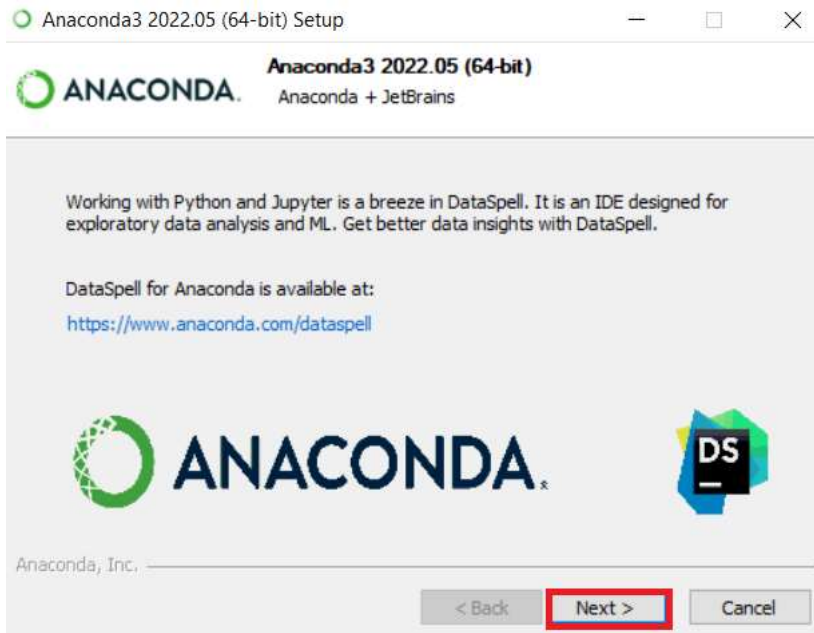 Anaconda3 2022.05 (64-bit) Setup
Anaconda3 2022.05 (64-bit)
ANACONDA.
Anaconda + JetBrains
Working with Python and Jupyter is a breeze in DataSpell. It is an IDE designed for
exploratory data analysis and ML. Get better data insights with DataSpell.
DataSpell for Anaconda is available at:
https://www.anaconda.com/dataspell
ANACONDA.
DS
Anaconda, Inc.
< Back Next > Cancel